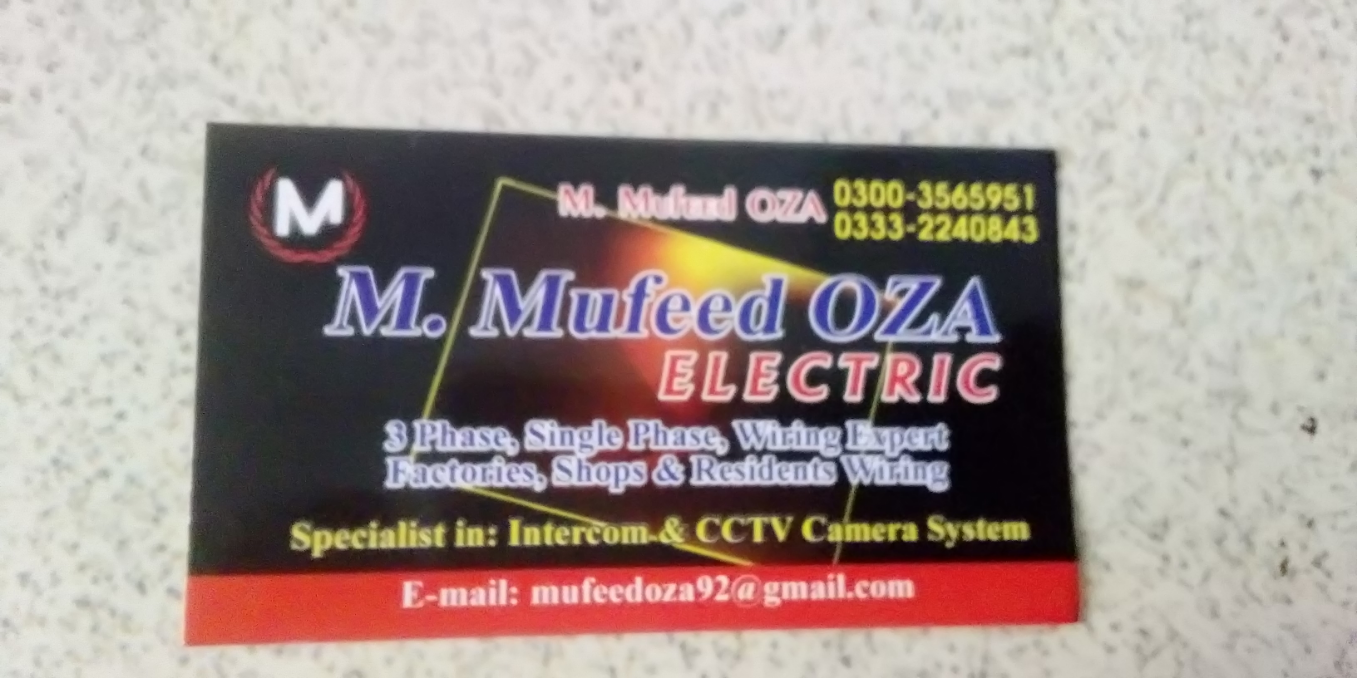 M
M. Mufeed OZA 0300-3565951
0333-2240843
M. Mufeed OZA
ELECTRIC
3 Phase, Single Phase, Wiring Expert
Factories, Shops & Residents Wiring
Specialist in: Intercom & CCTV Camera System
E-mail: mufeedoza92@gmail.com